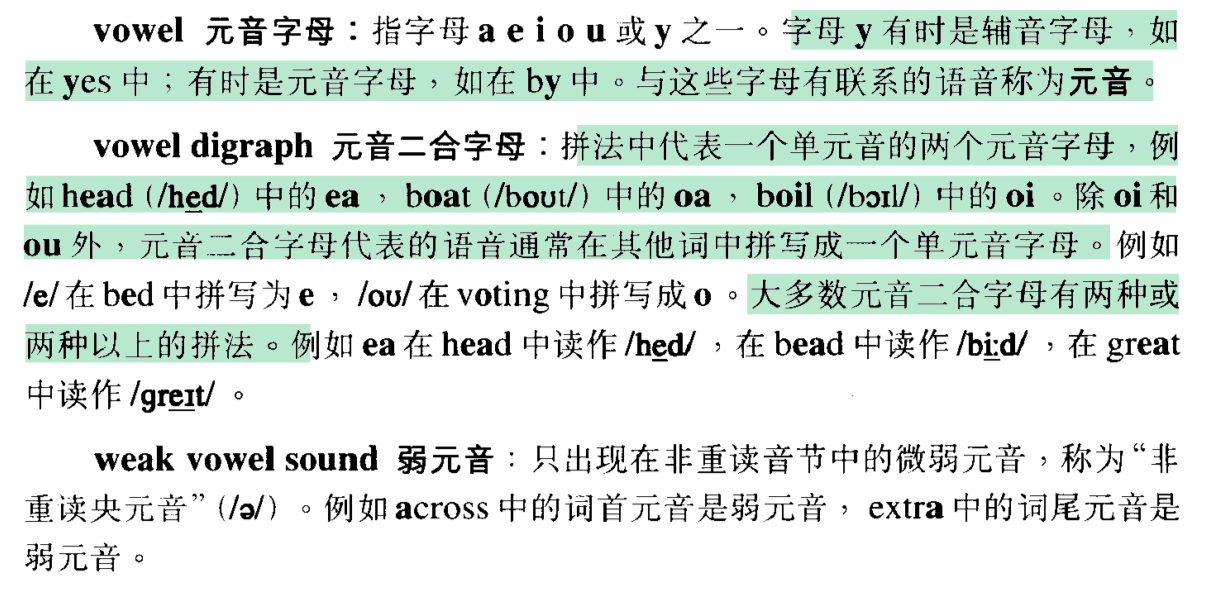 vowel 元音字母：指字母 a e i o u 或 y 之一。字母 y 有时是辅音字母，如
在 yes 中；有时是元音字母，如在 by 中。与这些字母有联系的语音称为元音。
vowel digraph 元音二合字母：拼法中代表一个单元音的两个元音字母，例
如 head (/hed/) 中的 ea，boat (/boʊt/) 中的 oa，boil (/bɔɪl/) 中的 oi。除 oi 和
ou 外，元音二合字母代表的语音通常在其他词中拼写成一个单元音字母。例如
/e/ 在 bed 中拼写为 e，/oʊ/ 在 voting 中拼写成 o。大多数元音二合字母有两种或
两种以上的拼法。例如 ea 在 head 中读作 /hed/，在 bead 中读作 /bi:d/，在 great
中读作 /greɪt/。
weak vowel sound 弱元音：只出现在非重读音节中的微弱元音，称为“非
重读央元音”(/ə/)。例如 across 中的词首元音是弱元音，extra 中的词尾元音是
弱元音。